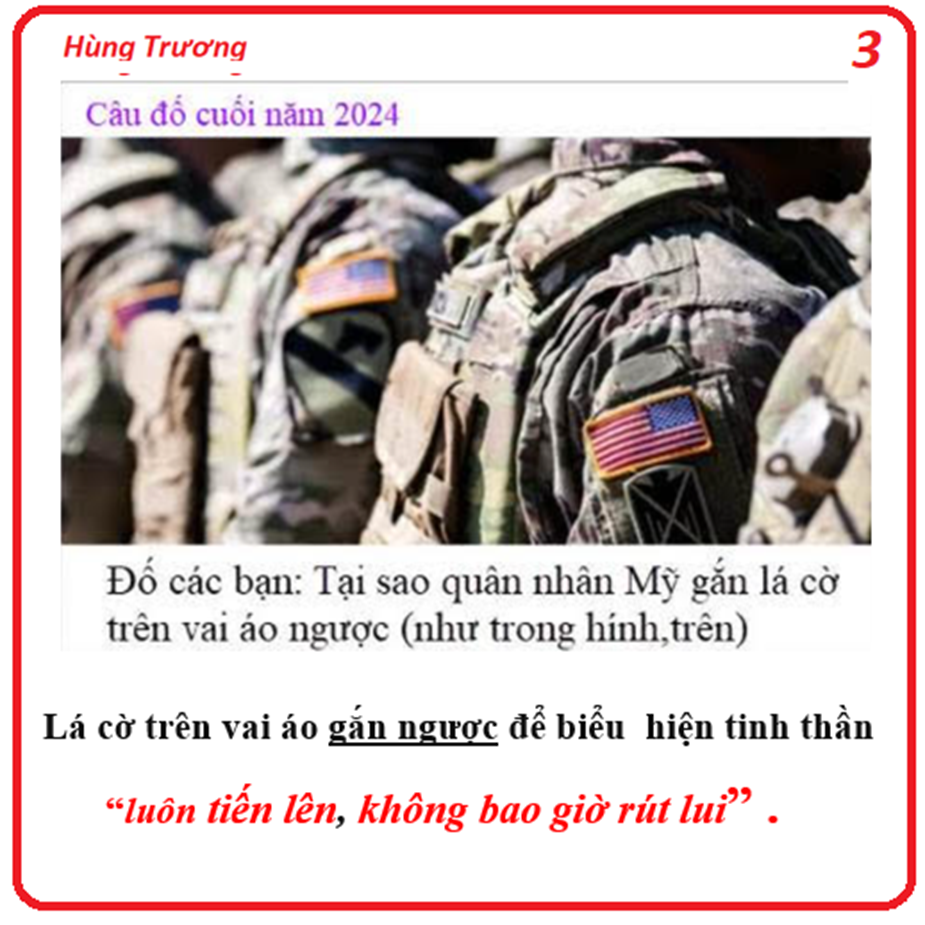 Hùng Trương
3
Câu đố cuối năm 2024
Đố các bạn: Tại sao quân nhân Mỹ gắn lá cờ
trên vai áo ngược (như trong hính,trên)
Lá cờ trên vai áo gắn ngược để biểu hiện tinh thần
“luôn tiến lên, không bao giờ rút lui” .